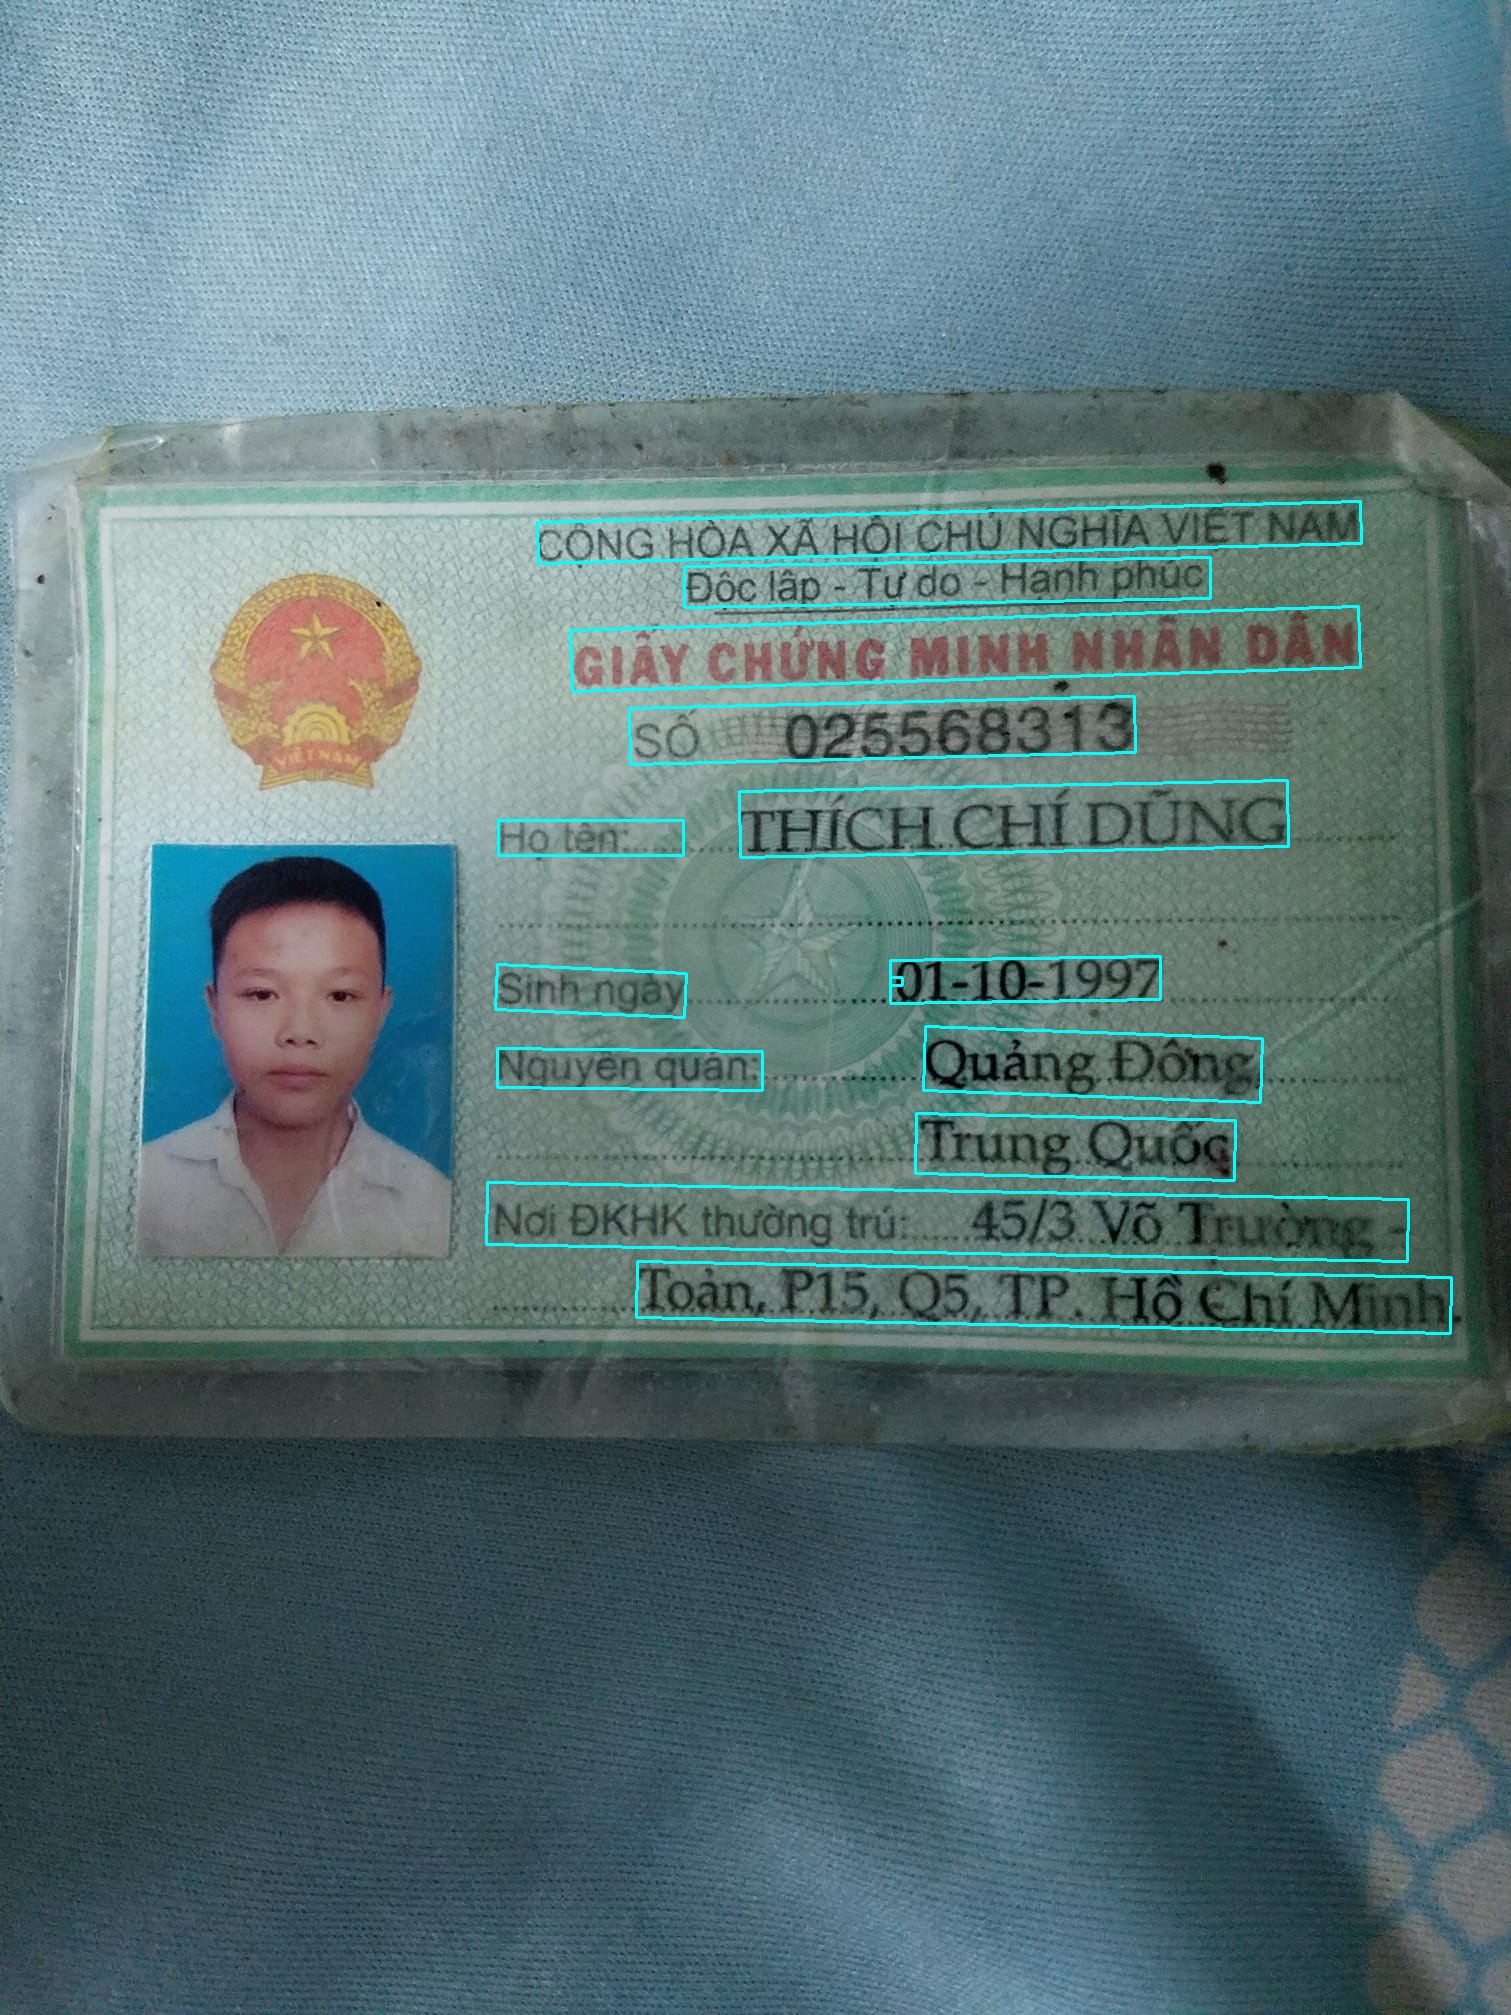 CỘNG HÒA XÃ HỘI CHỦ NGHĨA VIỆT NAM
Độc lập - Tự do - Hạnh phúc
GIẤY CHỨNG MINH NHÂN DÂN
SỐ 025568313
VIỆT NAM
Họ tên: THÍCH CHÍ DŨNG
Sinh ngày 01-10-1997
Nguyên quán: Quảng Đông
Trung Quốc
Nơi ĐKHK thường trú: 45/3 Võ Trường -
Toản, P15, Q5, TP. Hồ Chí Minh.